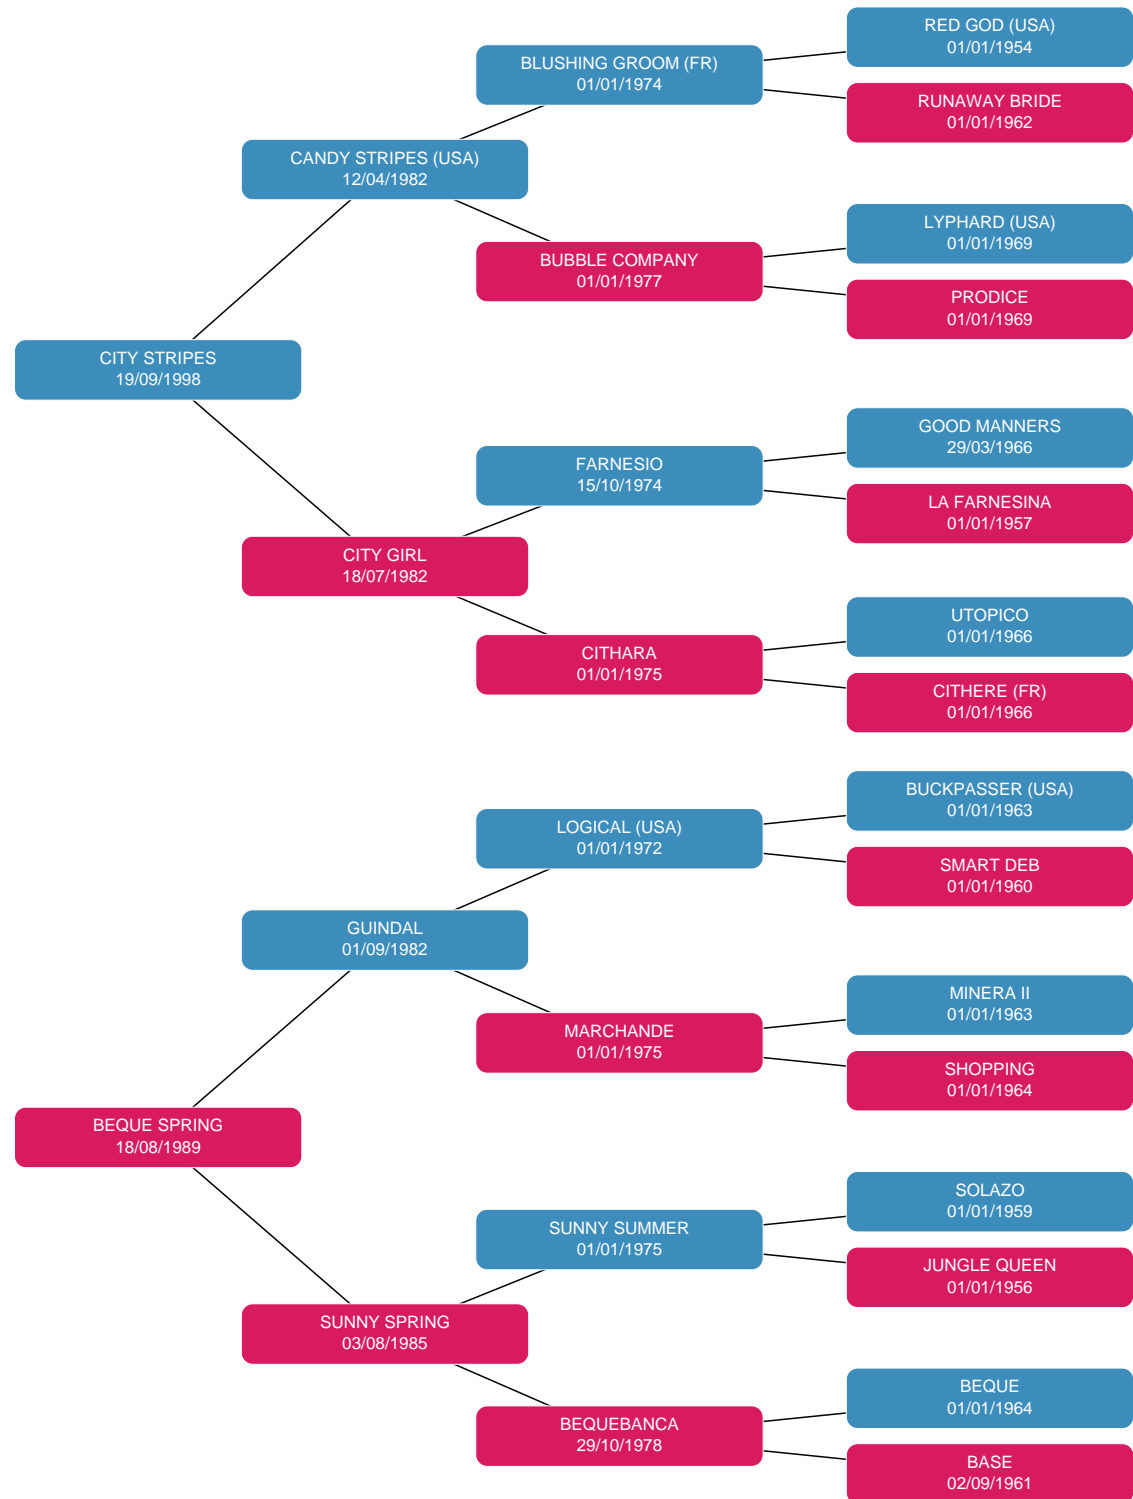 RED GOD (USA)
01/01/1954
BLUSHING GROOM (FR)
01/01/1974
RUNAWAY BRIDE
01/01/1962
CANDY STRIPES (USA)
12/04/1982
LYPHARD (USA)
01/01/1969
BUBBLE COMPANY
01/01/1977
PRODICE
01/01/1969
CITY STRIPES
19/09/1998
GOOD MANNERS
29/03/1966
FARNESIO
15/10/1974
LA FARNESINA
01/01/1957
CITY GIRL
18/07/1982
UTOPICO
01/01/1966
CITHARA
01/01/1975
CITHERE (FR)
01/01/1966
BUCKPASSER (USA)
01/01/1963
LOGICAL (USA)
01/01/1972
SMART DEB
01/01/1960
GUINDAL
01/09/1982
MINERA II
01/01/1963
MARCHANDE
01/01/1975
SHOPPING
01/01/1964
BEQUE SPRING
18/08/1989
SOLAZO
01/01/1959
SUNNY SUMMER
01/01/1975
JUNGLE QUEEN
01/01/1956
SUNNY SPRING
03/08/1985
BEQUE
01/01/1964
BEQUEBANCA
29/10/1978
BASE
02/09/1961